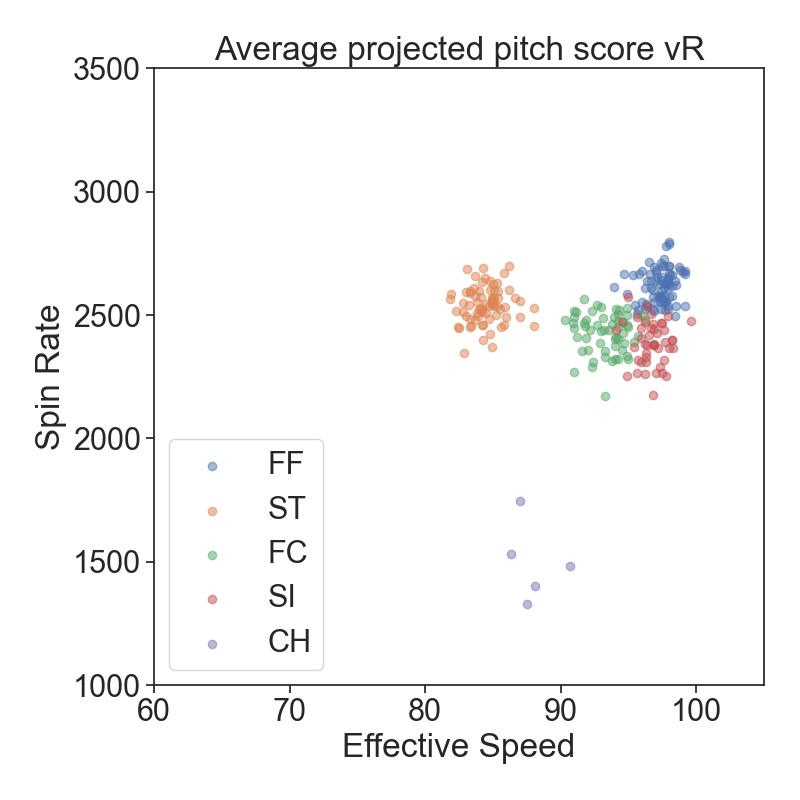 Average projected pitch score vR
3500
3000
2500
2000
1500
1000
Spin Rate
FF
ST
FC
SI
CH
60 70 80 90 100
Effective Speed